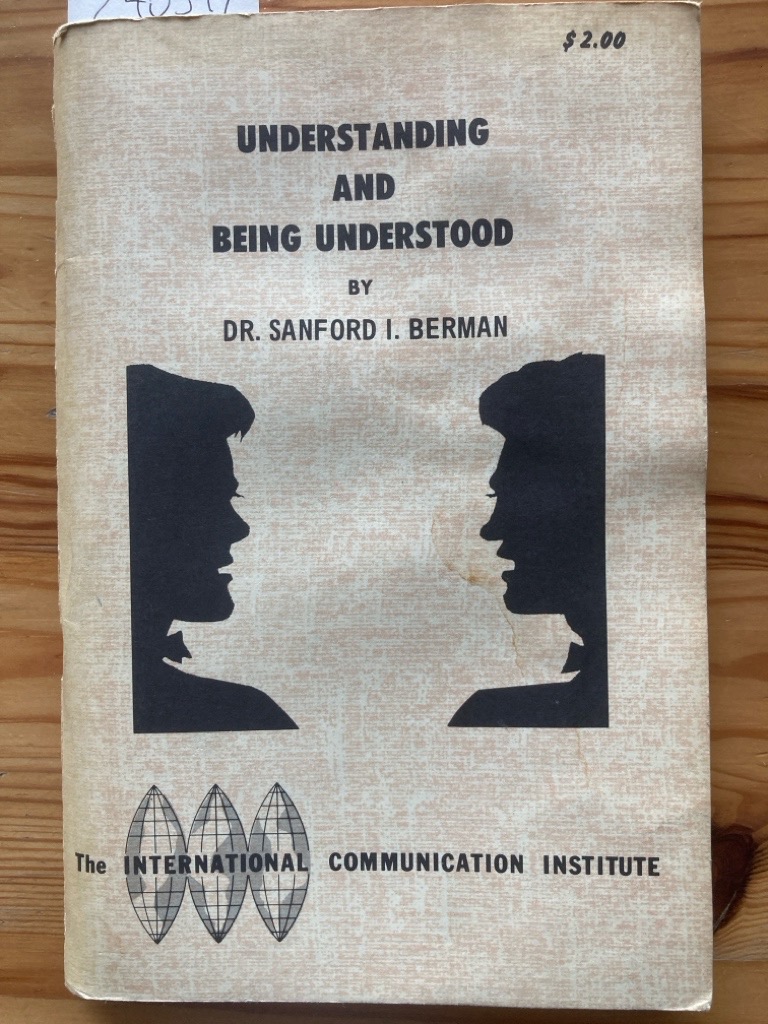 $2.00
UNDERSTANDING
AND
BEING UNDERSTOOD
BY
DR. SANFORD I. BERMAN
The INTERNATIONAL COMMUNICATION INSTITUTE